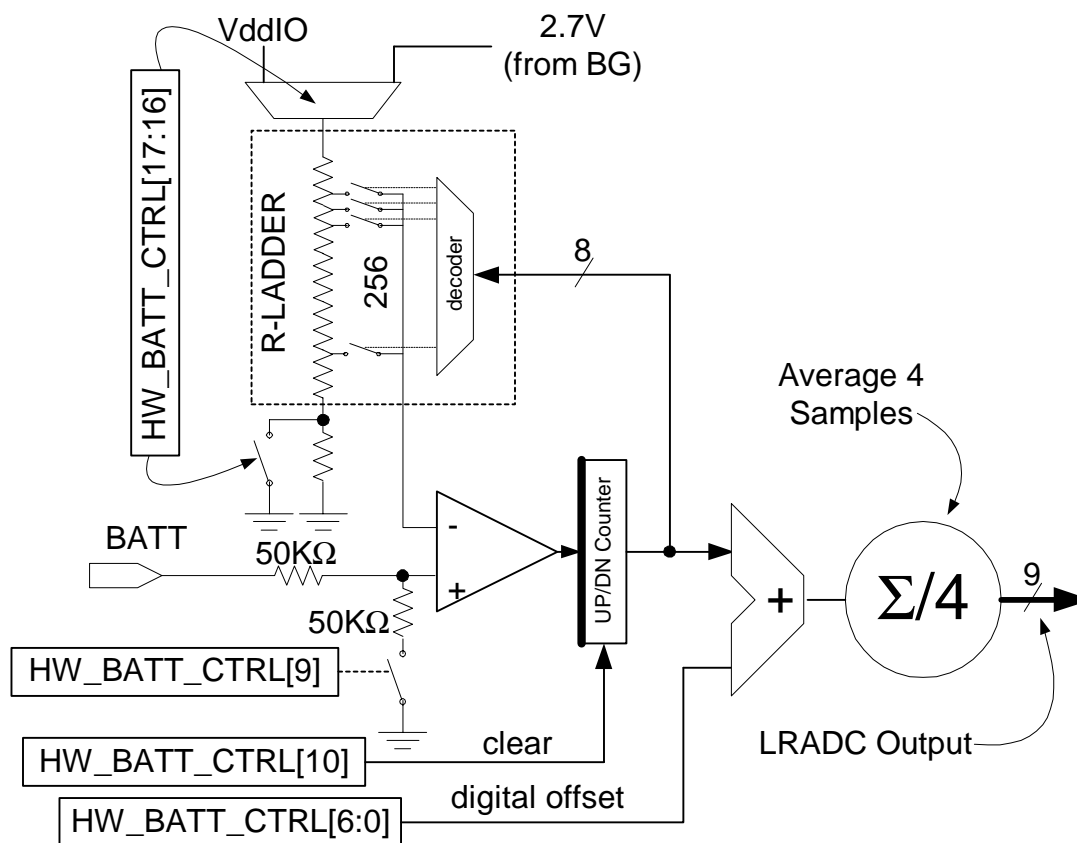 VddIO
2.7V
(from BG)
HW_BATT_CTRL[17:16]
R-LADDER
256
decoder
8
Average 4
Samples
BATT
50KΩ
-
+
50KΩ
UP/DN Counter
+
Σ/4
9
HW_BATT_CTRL[9]
HW_BATT_CTRL[10]
clear
LRADC Output
HW_BATT_CTRL[6:0]
digital offset